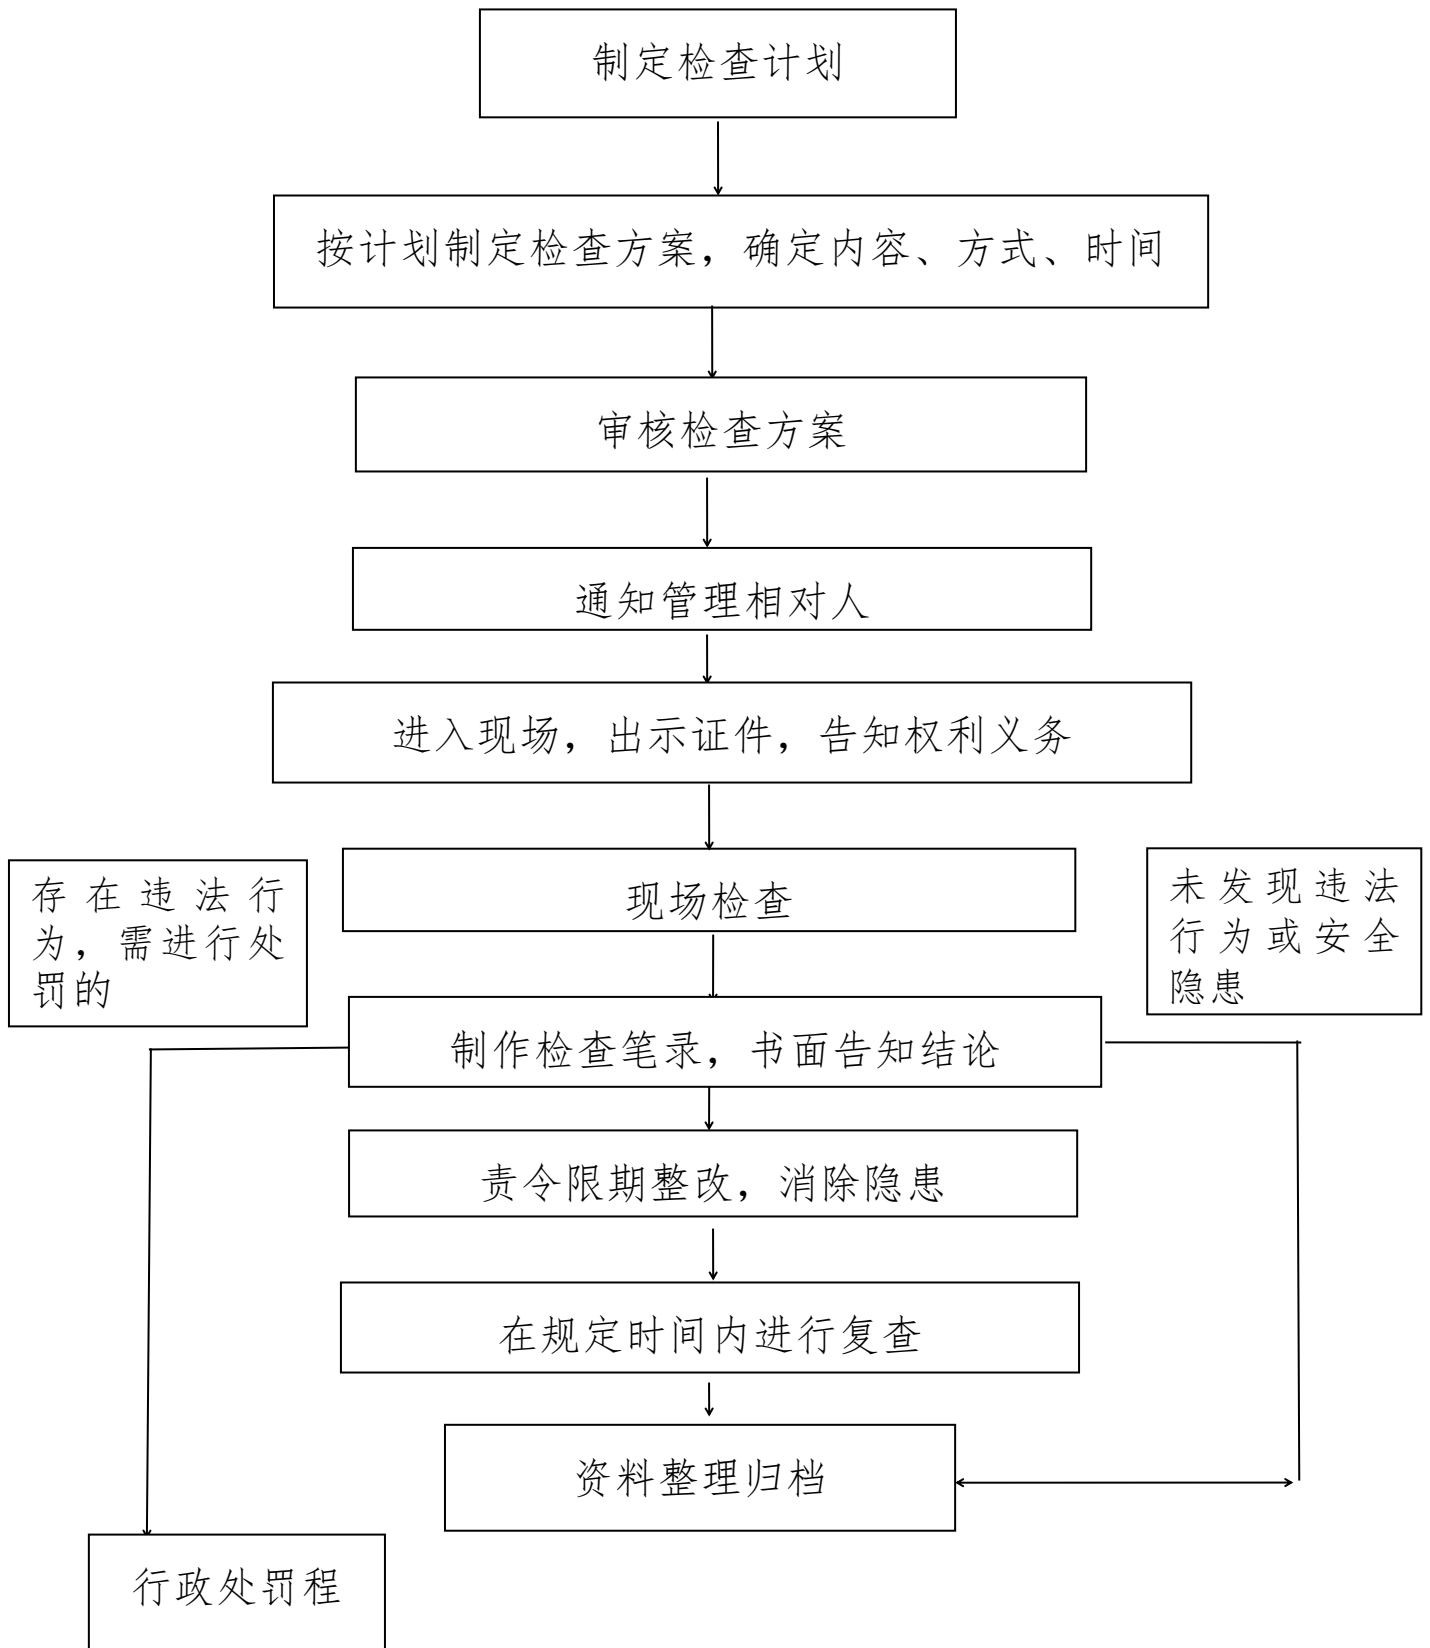 制定检查计划
按计划制定检查方案，确定内容、方式、时间
审核检查方案
通知管理相对人
进入现场，出示证件，告知权利义务
存在违法行
为，需进行处
罚的
现场检查
未发现违法
行为或安全
隐患
制作检查笔录，书面告知结论
责令限期整改，消除隐患
在规定时间内进行复查
资料整理归档
行政处罚程